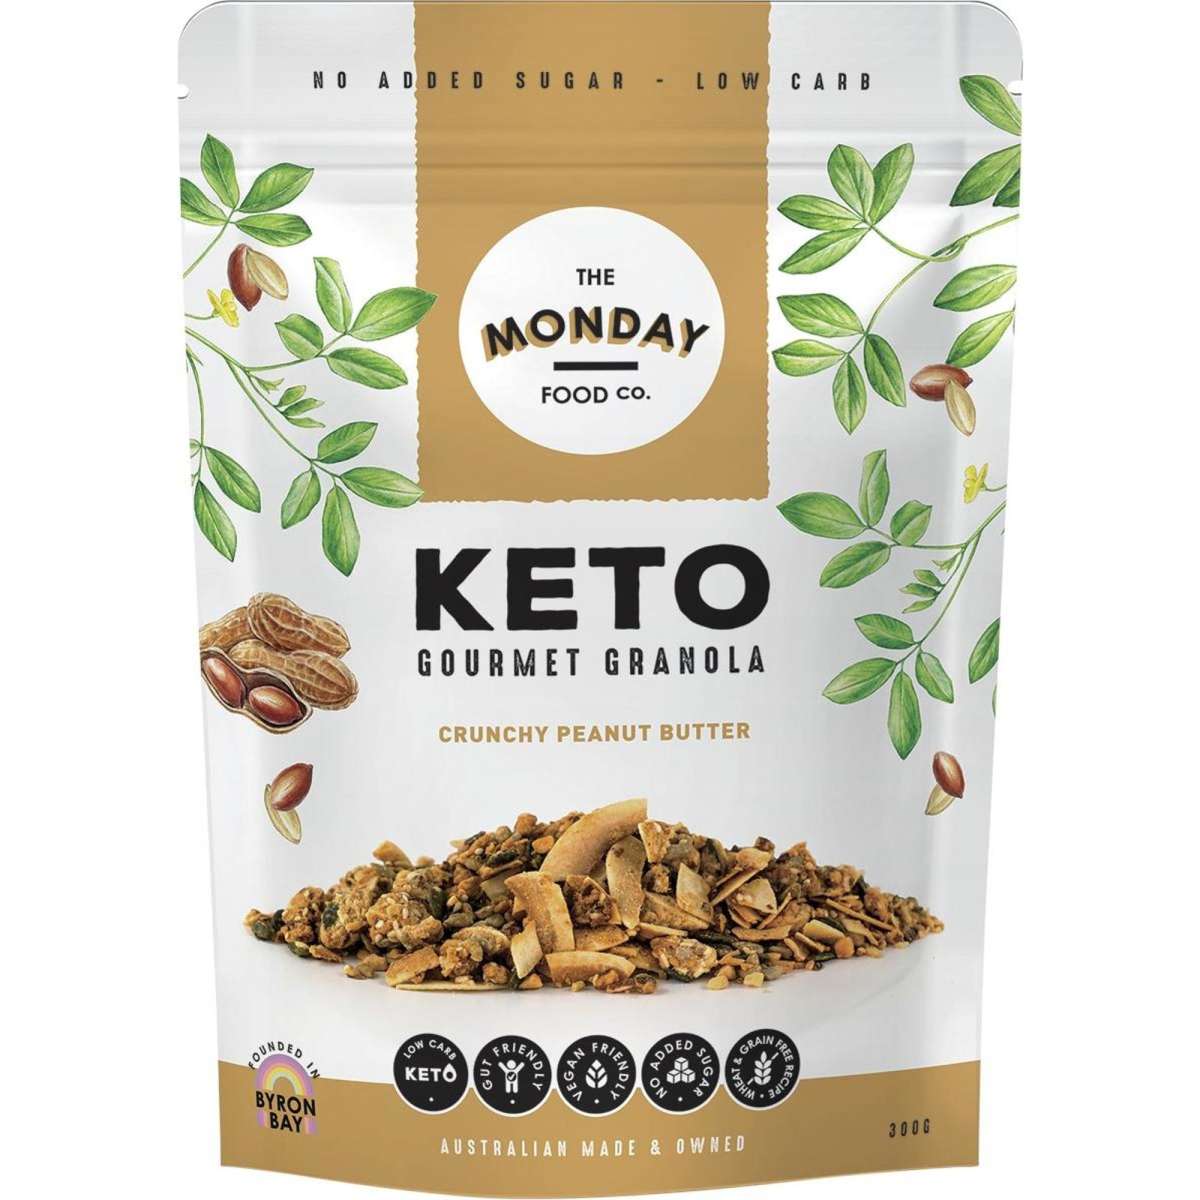 NO ADDED SUGAR - LOW CARB
THE
MONDAY
FOOD CO.
KETO
GOURMET GRANOLA
CRUNCHY PEANUT BUTTER
FOUNDED IN
BYRON
BAY
LOW CARB
KETO
GUT FRIENDLY
VEGAN FRIENDLY
NO ADDED SUGAR
WHEAT & GRAIN FREE RECIPE
AUSTRALIAN MADE & OWNED
300G